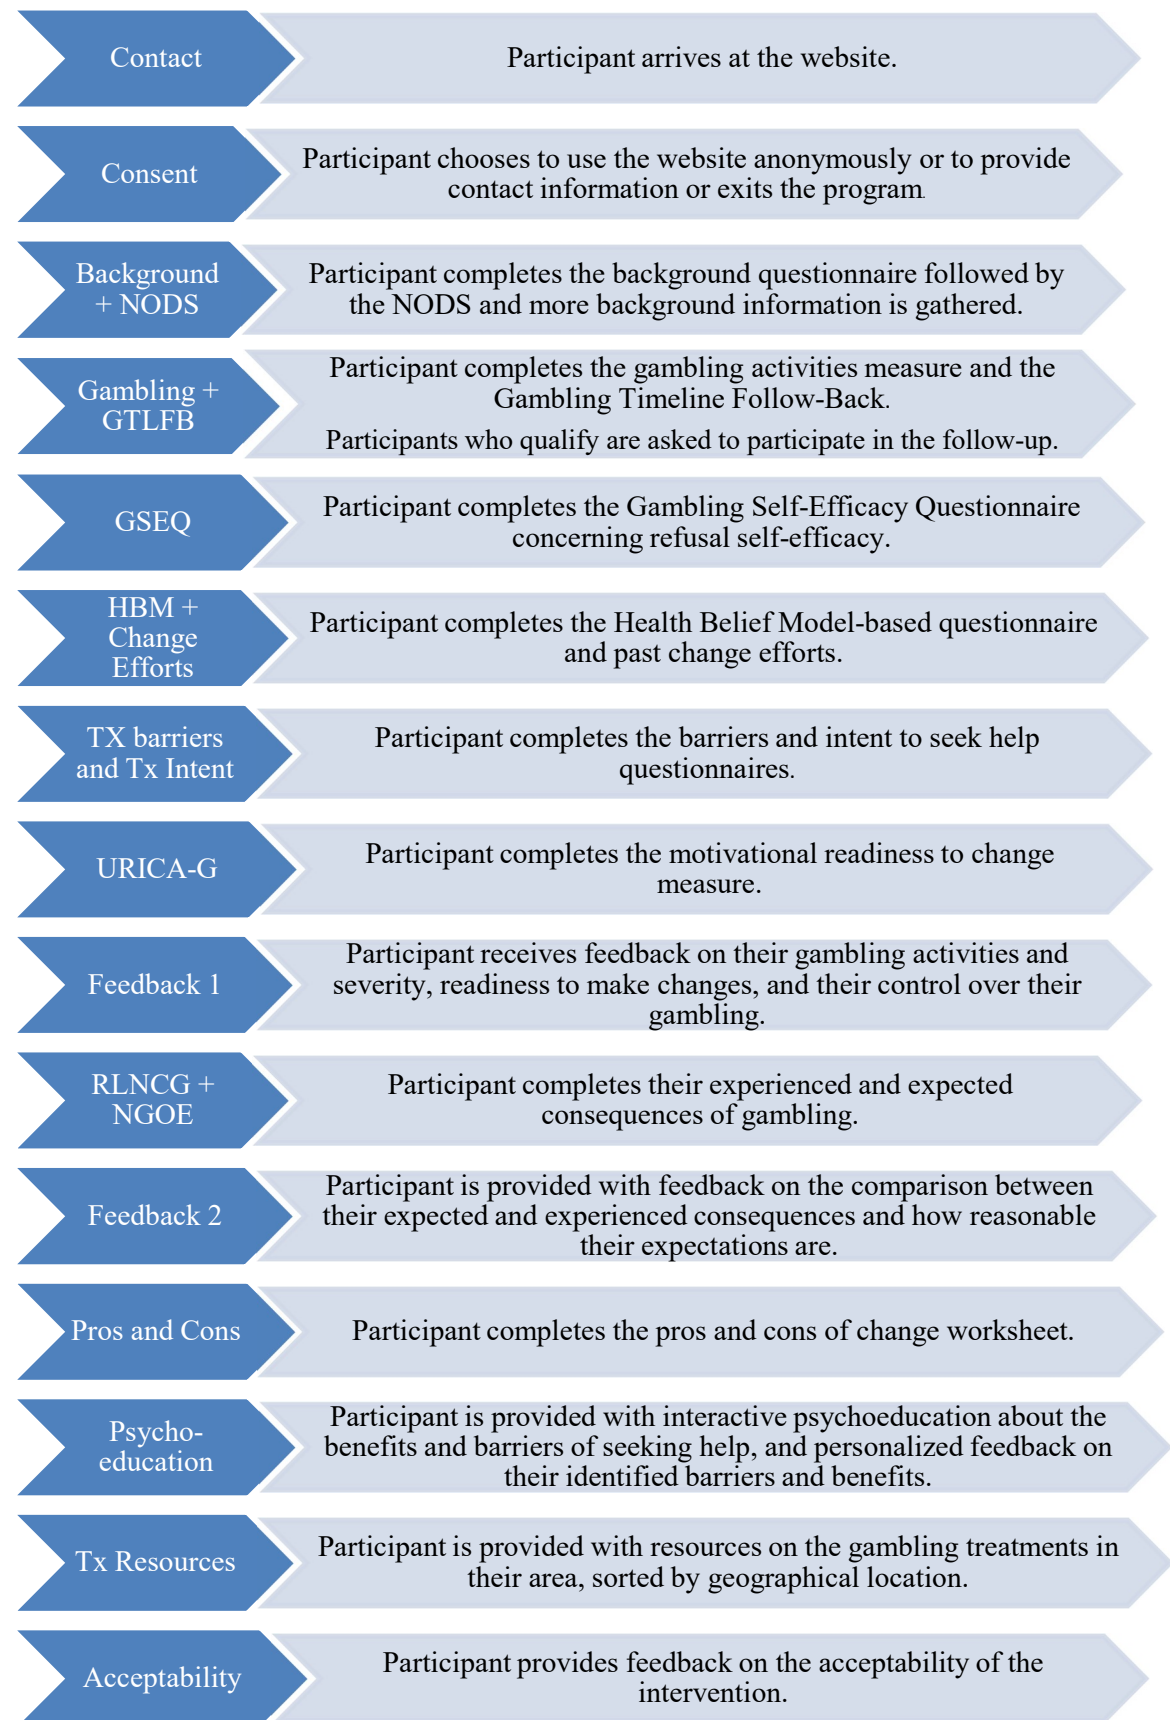 Contact
Participant arrives at the website.
Consent
Participant chooses to use the website anonymously or to provide
contact information or exits the program.
Background
+ NODS
Participant completes the background questionnaire followed by
the NODS and more background information is gathered.
Gambling +
GTLFB
Participant completes the gambling activities measure and the
Gambling Timeline Follow-Back.
Participants who qualify are asked to participate in the follow-up.
GSEQ
Participant completes the Gambling Self-Efficacy Questionnaire
concerning refusal self-efficacy.
HBM +
Change
Efforts
Participant completes the Health Belief Model-based questionnaire
and past change efforts.
TX barriers
and Tx Intent
Participant completes the barriers and intent to seek help
questionnaires.
URICA-G
Participant completes the motivational readiness to change
measure.
Feedback 1
Participant receives feedback on their gambling activities and
severity, readiness to make changes, and their control over their
gambling.
RLNCG +
NGOE
Participant completes their experienced and expected
consequences of gambling.
Feedback 2
Participant is provided with feedback on the comparison between
their expected and experienced consequences and how reasonable
their expectations are.
Pros and Cons
Participant completes the pros and cons of change worksheet.
Psycho-
education
Participant is provided with interactive psychoeducation about the
benefits and barriers of seeking help, and personalized feedback on
their identified barriers and benefits.
Tx Resources
Participant is provided with resources on the gambling treatments in
their area, sorted by geographical location.
Acceptability
Participant provides feedback on the acceptability of the
intervention.